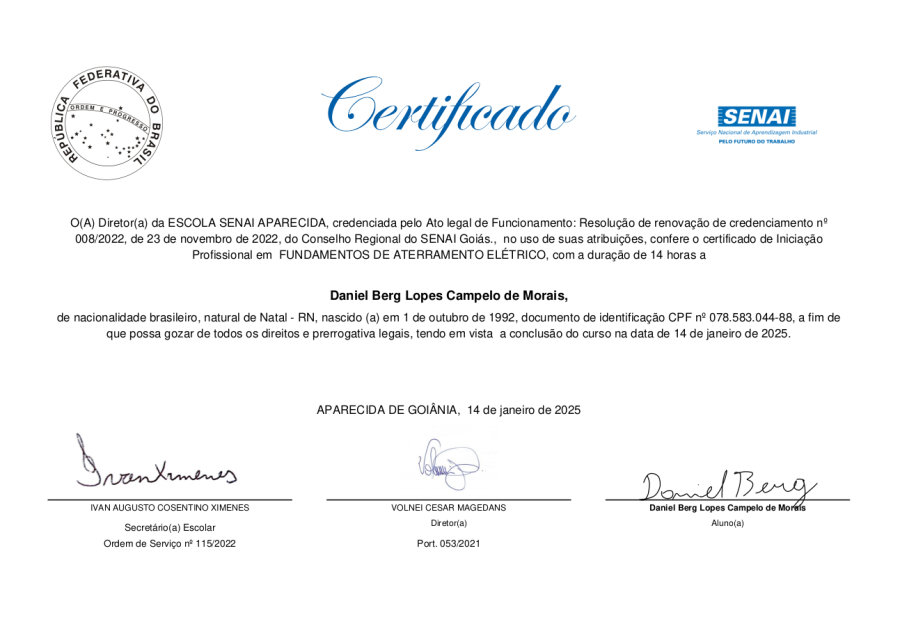 REPÚBLICA FEDERATIVA DO BRASIL
ORDEM E PROGRESSO
Certificado
SENAI
Serviço Nacional de Aprendizagem Industrial
PELO FUTURO DO TRABALHO
O(A) Diretor(a) da ESCOLA SENAI APARECIDA, credenciada pelo Ato legal de Funcionamento: Resolução de renovação de credenciamento nº
008/2022, de 23 de novembro de 2022, do Conselho Regional do SENAI Goiás., no uso de suas atribuições, confere o certificado de Iniciação
Profissional em FUNDAMENTOS DE ATERRAMENTO ELÉTRICO, com a duração de 14 horas a
Daniel Berg Lopes Campelo de Morais,
de nacionalidade brasileiro, natural de Natal - RN, nascido (a) em 1 de outubro de 1992, documento de identificação CPF nº 078.583.044-88, a fim de
que possa gozar de todos os direitos e prerrogativa legais, tendo em vista a conclusão do curso na data de 14 de janeiro de 2025.
APARECIDA DE GOIÂNIA, 14 de janeiro de 2025
Ivan Ximenes
Daniel Berg
IVAN AUGUSTO COSENTINO XIMENES
VOLNEI CESAR MAGEDANS
Daniel Berg Lopes Campelo de Morais
Secretário(a) Escolar
Diretor(a)
Aluno(a)
Ordem de Serviço nº 115/2022
Port. 053/2021